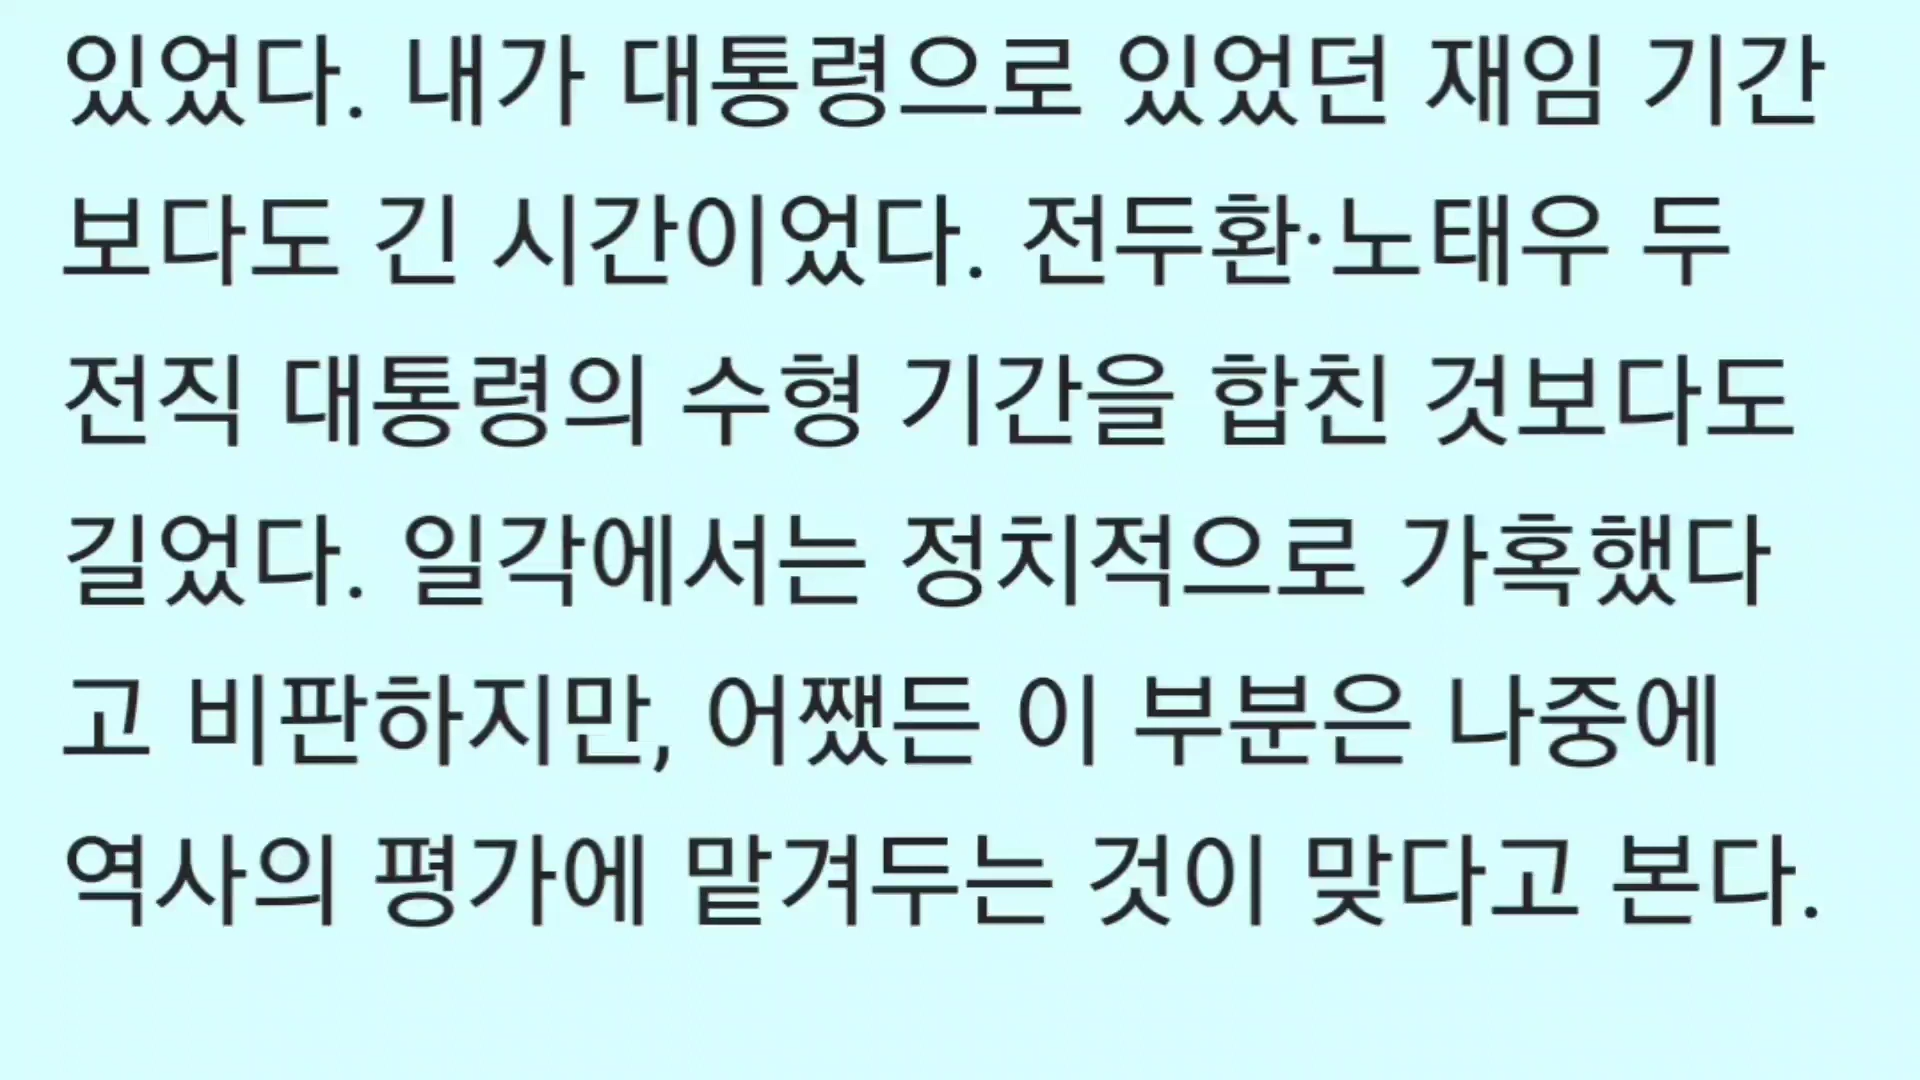 있었다. 내가 대통령으로 있었던 재임 기간
보다도 긴 시간이었다. 전두환·노태우 두
전직 대통령의 수형 기간을 합친 것보다도
길었다. 일각에서는 정치적으로 가혹했다
고 비판하지만, 어쨌든 이 부분은 나중에
역사의 평가에 맡겨두는 것이 맞다고 본다.